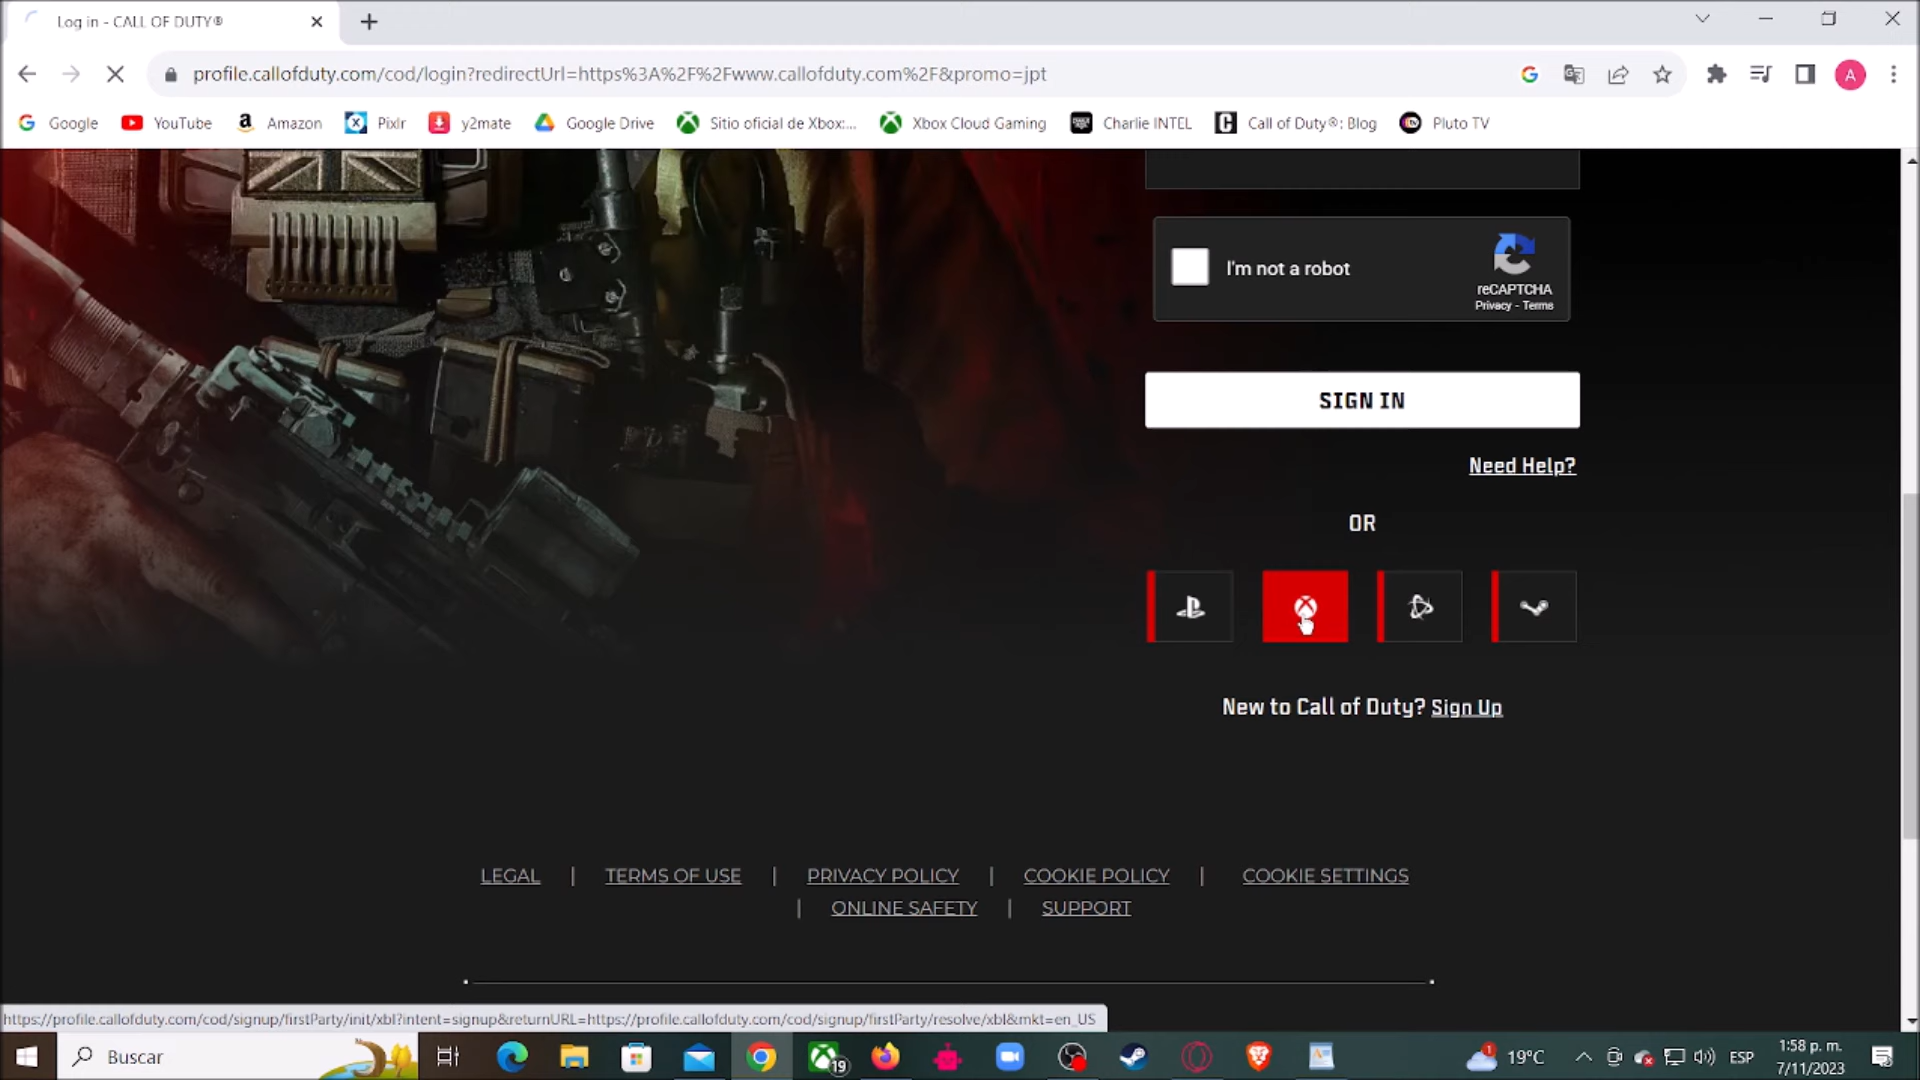 Log in - CALL OF DUTY®
profile.callofduty.com/cod/login?redirectUrl=https%3A%2F%2Fwww.callofduty.com%2F&promo=jpt
A
Google YouTube Amazon Pixlr y2mate Google Drive Sitio oficial de Xbox:... Xbox Cloud Gaming Charlie INTEL Call of Duty®: Blog Pluto TV
I'm not a robot
reCAPTCHA
Privacy - Terms
SIGN IN
Need Help?
OR
New to Call of Duty? Sign Up
LEGAL | TERMS OF USE | PRIVACY POLICY | COOKIE POLICY | COOKIE SETTINGS
| ONLINE SAFETY | SUPPORT
https://profile.callofduty.com/cod/signup/firstParty/init/xbl?intent=signup&returnURL=https://profile.callofduty.com/cod/signup/firstParty/resolve/xbl&mkt=en_US
Buscar 19 1 19°C ESP 1:58 p. m.
7/11/2023